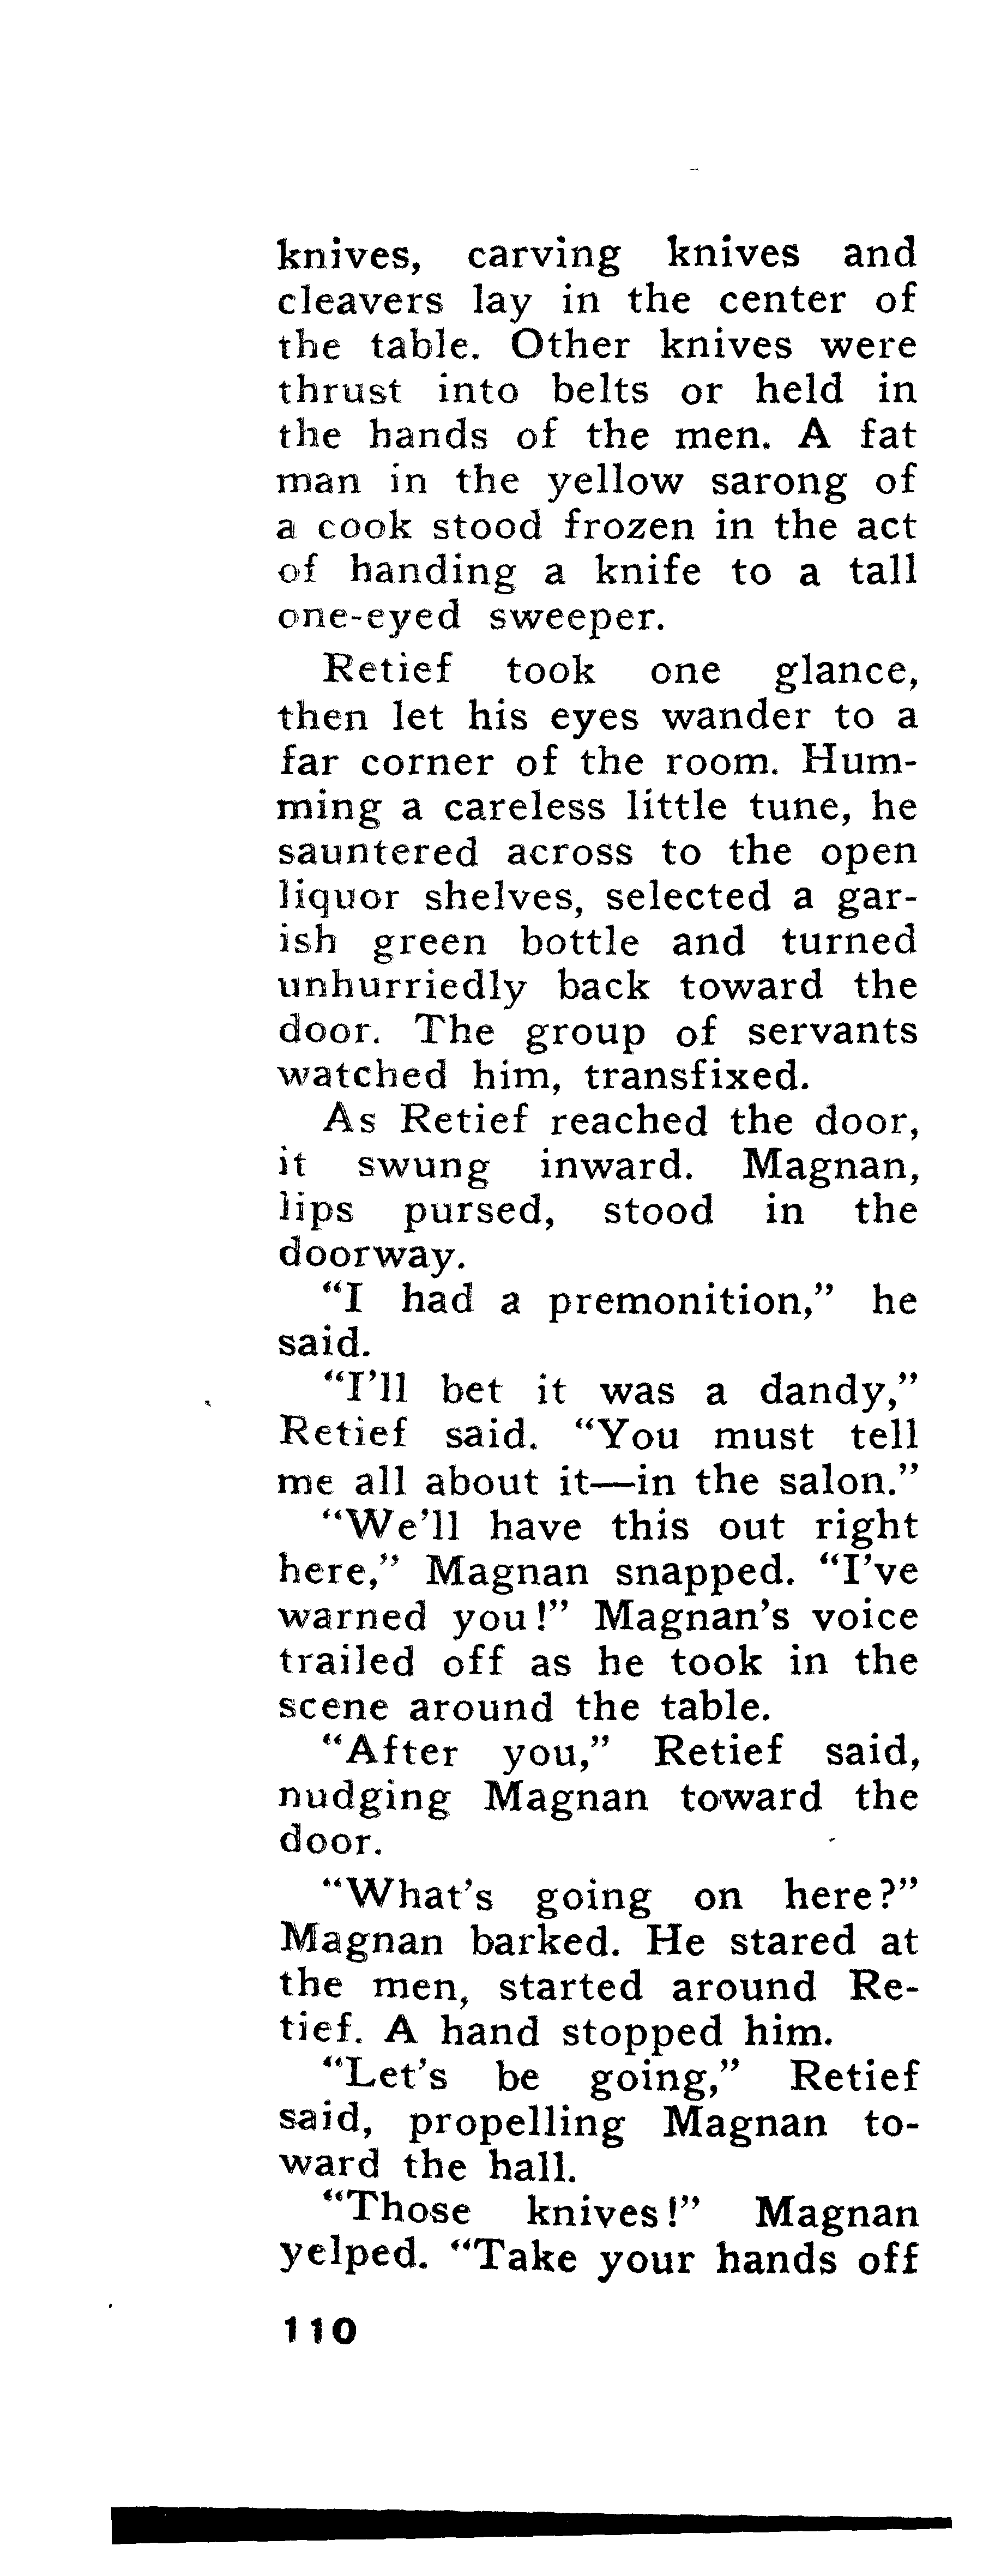 knives, carving knives and
cleavers lay in the center of
the table. Other knives were
thrust into belts or held in
the hands of the men. A fat
man in the yellow sarong of
a cook stood frozen in the act
of handing a knife to a tall
one-eyed sweeper.
Retief took one glance,
then let his eyes wander to a
far corner of the room. Hum-
ming a careless little tune, he
sauntered across to the open
liquor shelves, selected a gar-
ish green bottle and turned
unhurriedly back toward the
door. The group of servants
watched him, transfixed.
As Retief reached the door,
it swung inward. Magnan,
lips pursed, stood in the
doorway.
“I had a premonition,” he
said.
“I’ll bet it was a dandy,”
Retief said. “You must tell
me all about it—in the salon.”
“We’ll have this out right
here,” Magnan snapped. “I’ve
warned you!” Magnan’s voice
trailed off as he took in the
scene around the table.
“After you,” Retief said,
nudging Magnan toward the
door.
“What’s going on here?”
Magnan barked. He stared at
the men, started around Re-
tief. A hand stopped him.
“Let’s be going,” Retief
said, propelling Magnan to-
ward the hall.
“Those knives!” Magnan
yelped. “Take your hands off
110